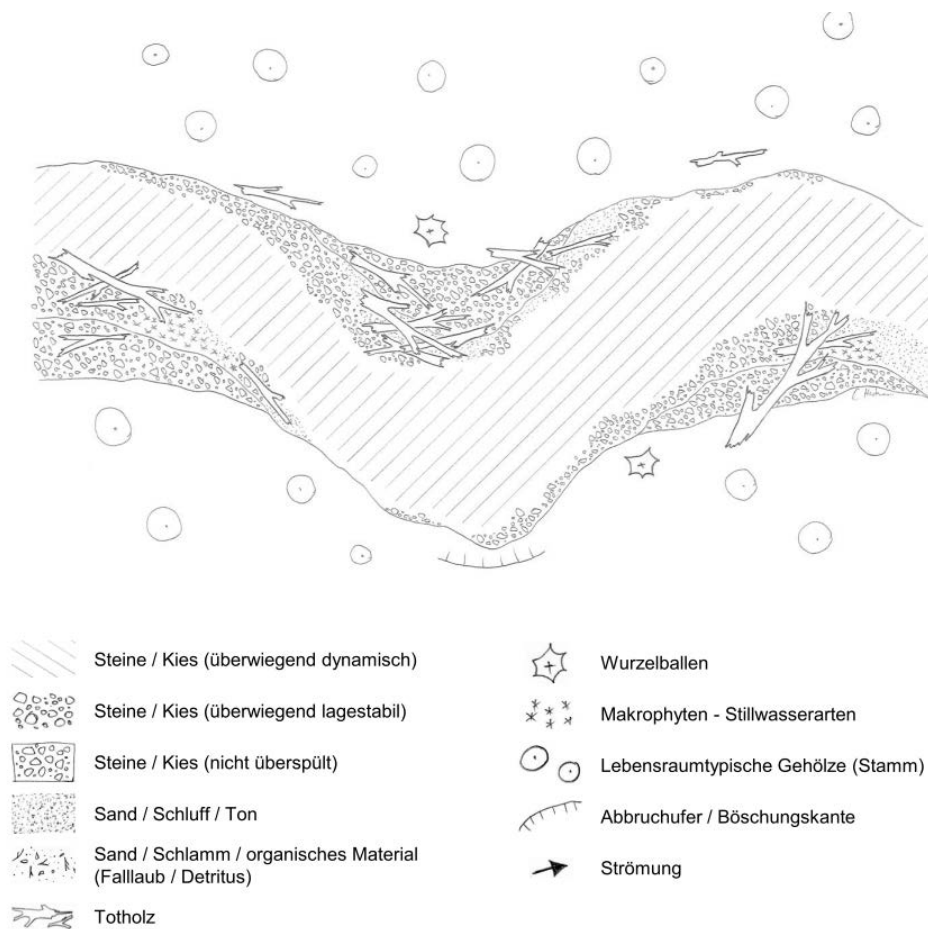 Steine / Kies (überwiegend dynamisch)
Steine / Kies (überwiegend lagestabil)
Steine / Kies (nicht überspült)
Sand / Schluff / Ton
Sand / Schlamm / organisches Material
(Falllaub / Detritus)
Totholz
Wurzelballen
Makrophyten - Stillwasserarten
Lebensraumtypische Gehölze (Stamm)
Abbruchufer / Böschungskante
Strömung